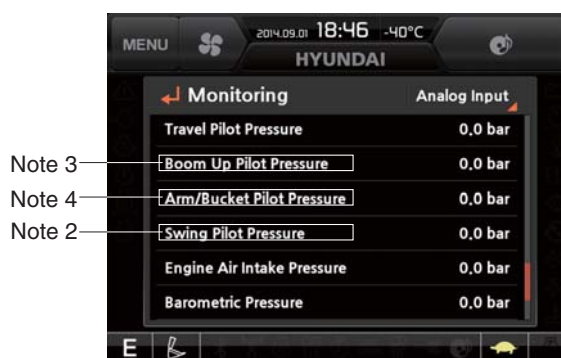 MENU
2014.09.01 18:46 -40°C
HYUNDAI
Monitoring
Analog Input
Travel Pilot Pressure 0.0 bar
Note 3 Boom Up Pilot Pressure 0.0 bar
Note 4 Arm/Bucket Pilot Pressure 0.0 bar
Note 2 Swing Pilot Pressure 0.0 bar
Engine Air Intake Pressure 0.0 bar
Barometric Pressure 0.0 bar
E